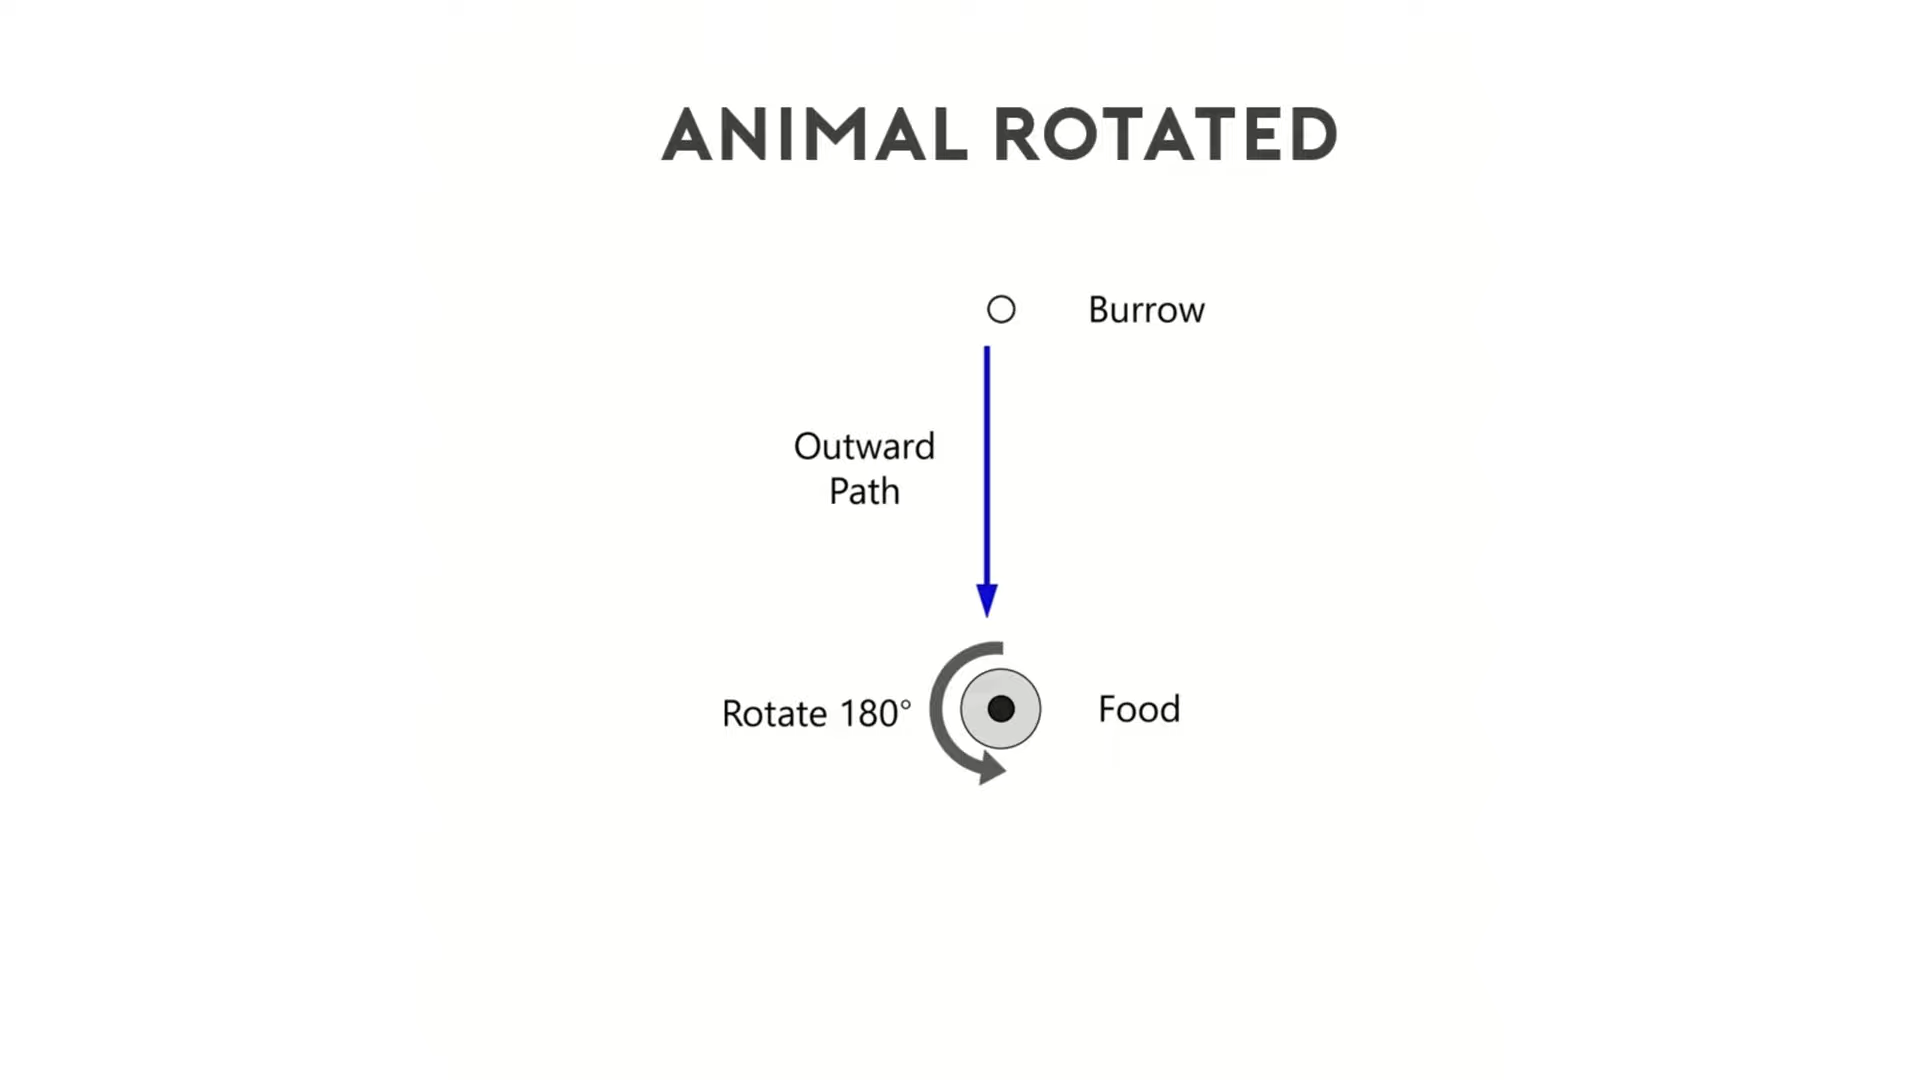 ANIMAL ROTATED
Burrow
Outward
Path
Rotate 180°
Food